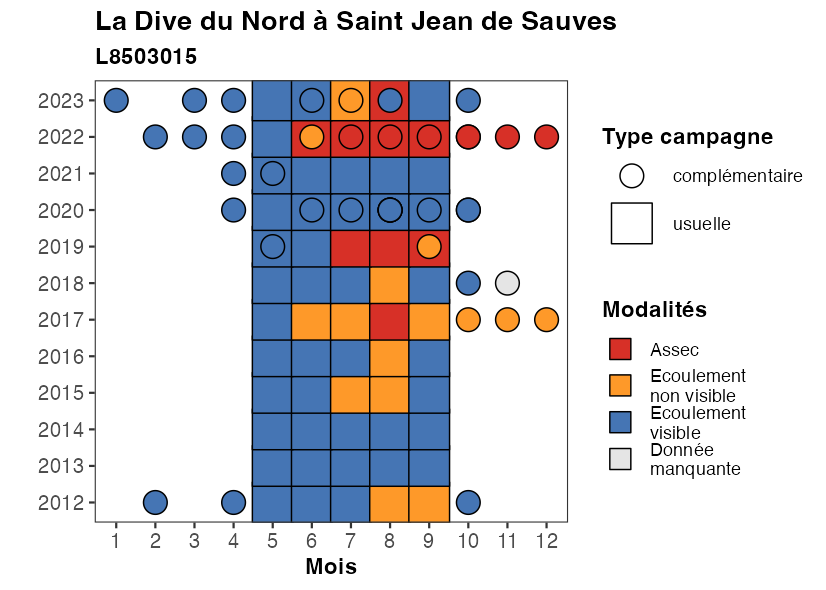 La Dive du Nord à Saint Jean de Sauves
L8503015
2023
2022
2021
2020
2019
2018
2017
2016
2015
2014
2013
2012
1 2 3 4 5 6 7 8 9 10 11 12
Mois
Type campagne
complémentaire
usuelle
Modalités
Assec
Ecoulement
non visible
Ecoulement
visible
Donnée
manquante